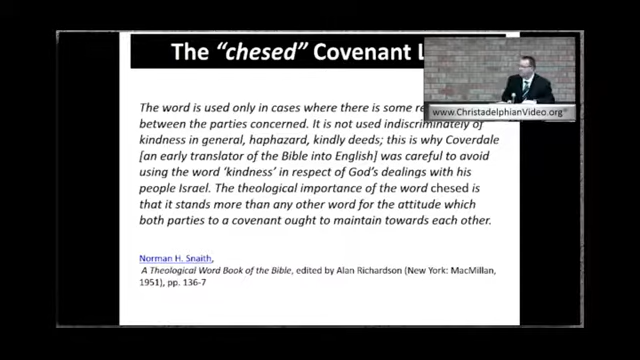 The "chesed" Covenant L
www.ChristadelphianVideo.org
The word is used only in cases where there is some re
between the parties concerned. It is not used indiscriminately of
kindness in general, haphazard, kindly deeds; this is why Coverdale
[an early translator of the Bible into English] was careful to avoid
using the word 'kindness' in respect of God's dealings with his
people Israel. The theological importance of the word chesed is
that it stands more than any other word for the attitude which
both parties to a covenant ought to maintain towards each other.
Norman H. Snaith,
A Theological Word Book of the Bible, edited by Alan Richardson (New York: MacMillan,
1951), pp. 136-7